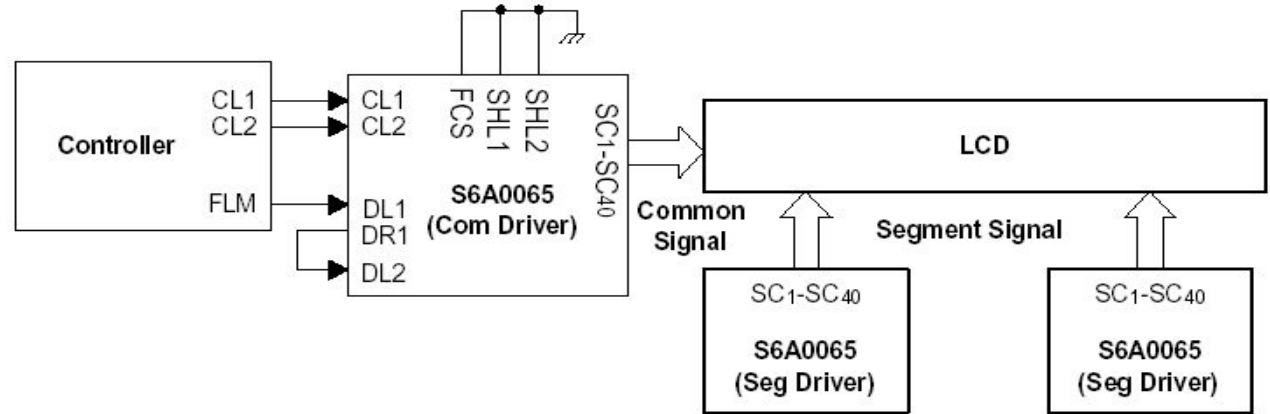 Controller
CL1
CL2
FLM
CL1
CL2
DL1
DR1
DL2
FCS
SHL1
SHL2
SC1-SC40
S6A0065
(Com Driver)
LCD
Common
Signal
Segment Signal
SC1-SC40
S6A0065
(Seg Driver)
SC1-SC40
S6A0065
(Seg Driver)